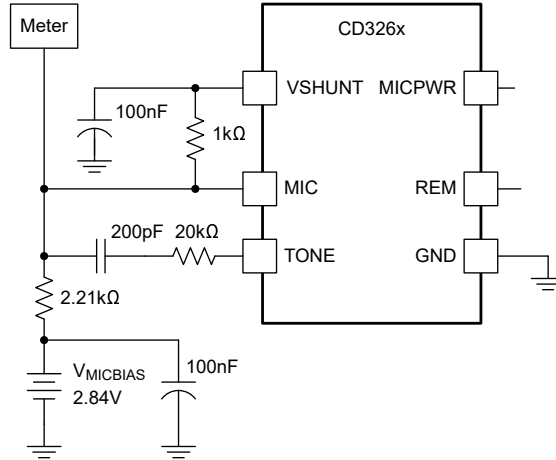 Meter
CD326x
VSHUNT MICPWR
100nF
1kΩ
MIC REM
200pF 20kΩ
TONE GND
2.21kΩ
VMICBIAS
2.84V
100nF